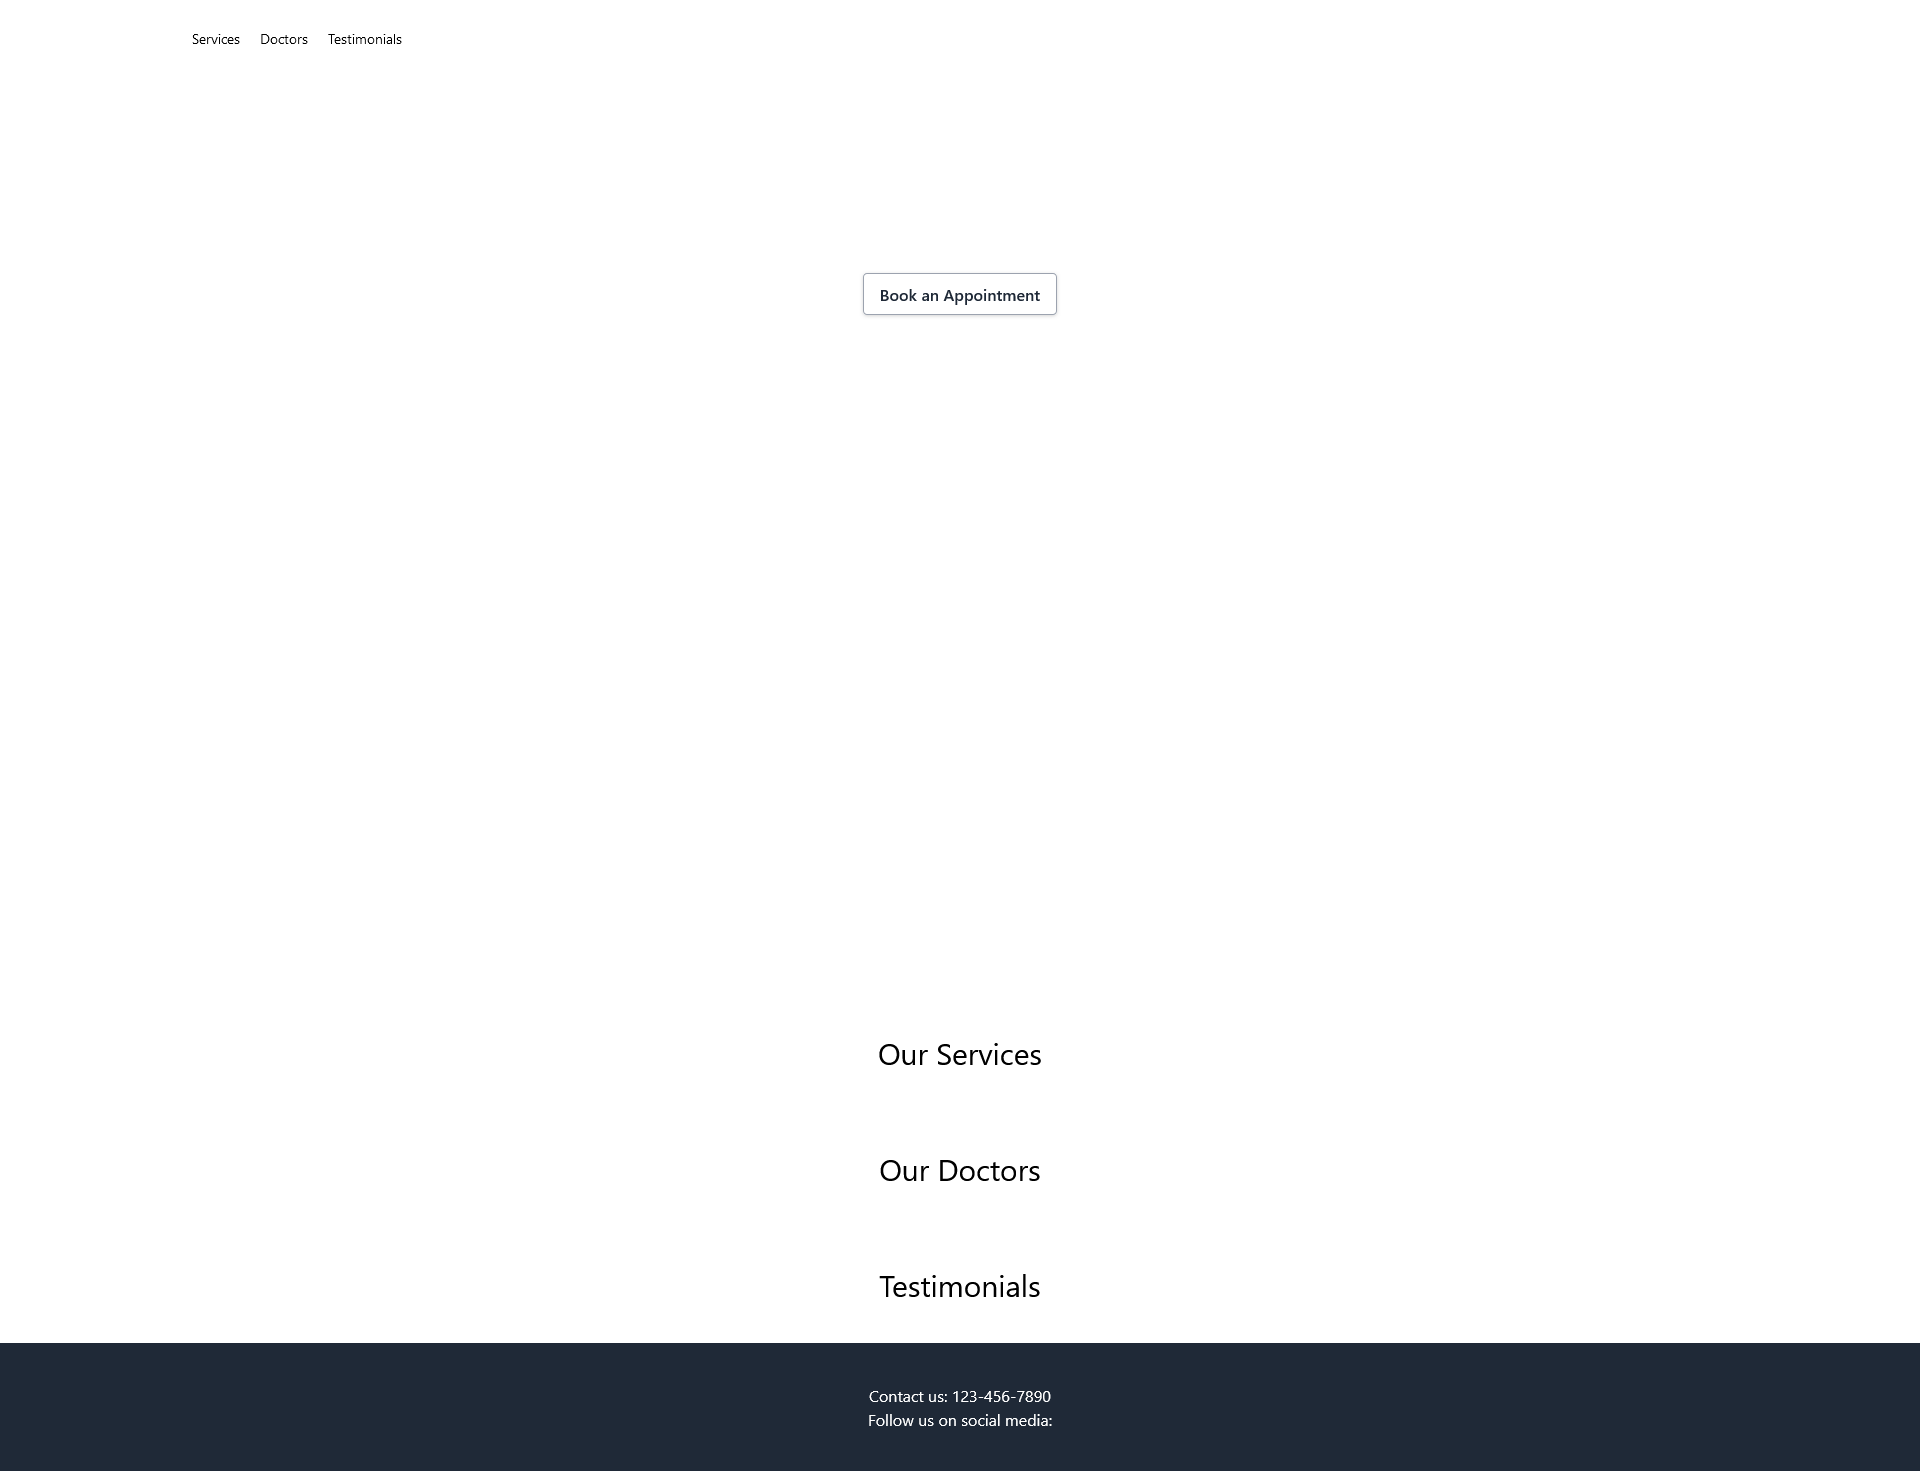 Services
Doctors
Testimonials
Book an Appointment
Our Services
Our Doctors
Testimonials
Contact us: 123-456-7890
Follow us on social media: